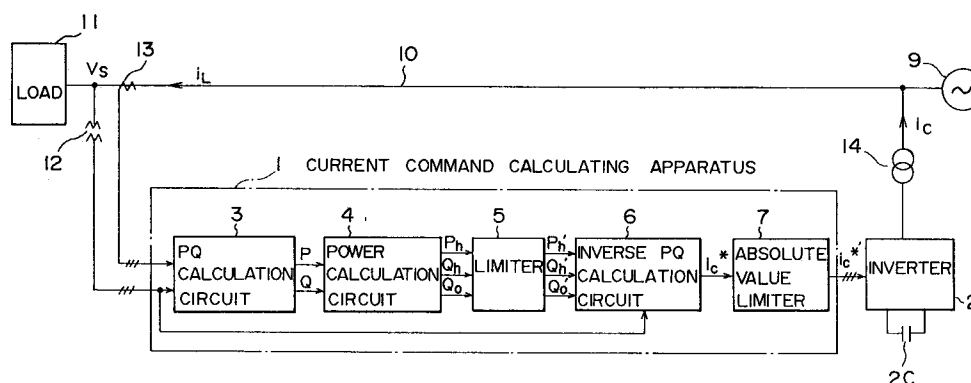 11
13
10
9
LOAD
VS
iL
IC
12
14
1 CURRENT COMMAND CALCULATING APPARATUS
3
4
5
6
7
PQ
CALCULATION
CIRCUIT
P
Q
POWER
CALCULATION
CIRCUIT
Ph
Qh
Qo
LIMITER
Ph'
Qh'
Qo'
INVERSE PQ
CALCULATION
CIRCUIT
Ic*
ABSOLUTE
VALUE
LIMITER
ic*'
INVERTER
2
2C